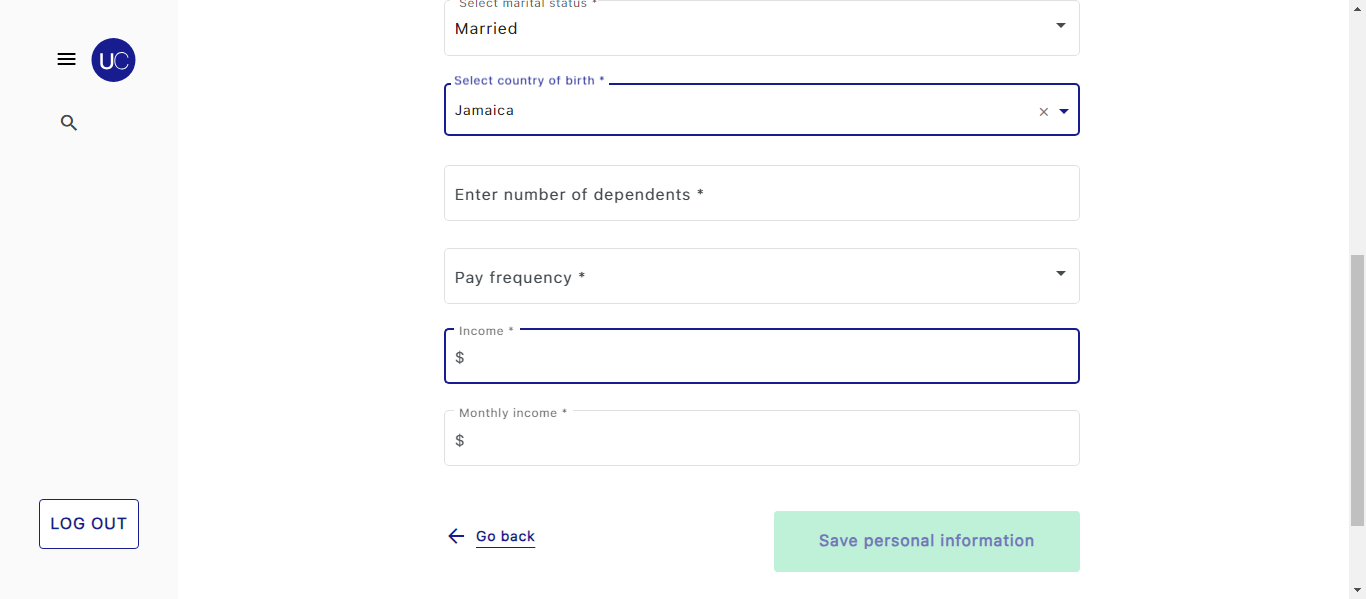 Select marital status *
Married
UC
Select country of birth *
Jamaica
Enter number of dependents *
Pay frequency *
Income *
$
Monthly income *
$
LOG OUT
Go back
Save personal information